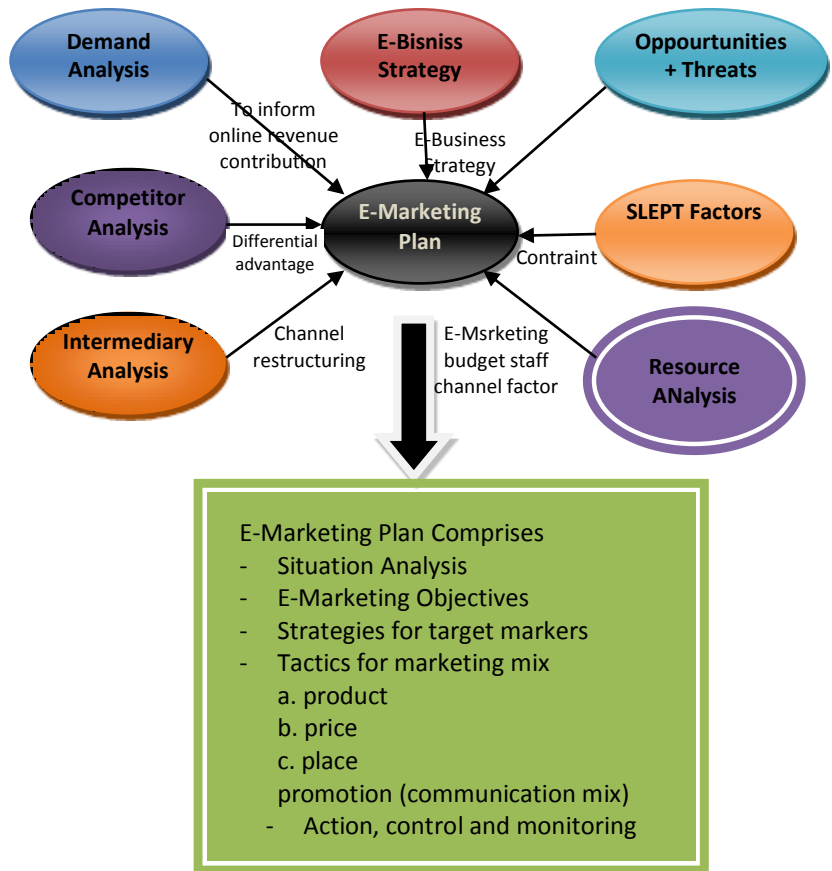 Demand
Analysis
E-Bisniss
Strategy
Oppourtunities
+ Threats
To inform
online revenue
contribution
E-Business
Strategy
Competitor
Analysis
Differential
advantage
E-Marketing
Plan
SLEPT Factors
Contraint
Intermediary
Analysis
Channel
restructuring
E-Msrketing
budget staff
channel factor
Resource
ANalysis
E-Marketing Plan Comprises
- Situation Analysis
- E-Marketing Objectives
- Strategies for target markers
- Tactics for marketing mix
a. product
b. price
c. place
promotion (communication mix)
- Action, control and monitoring